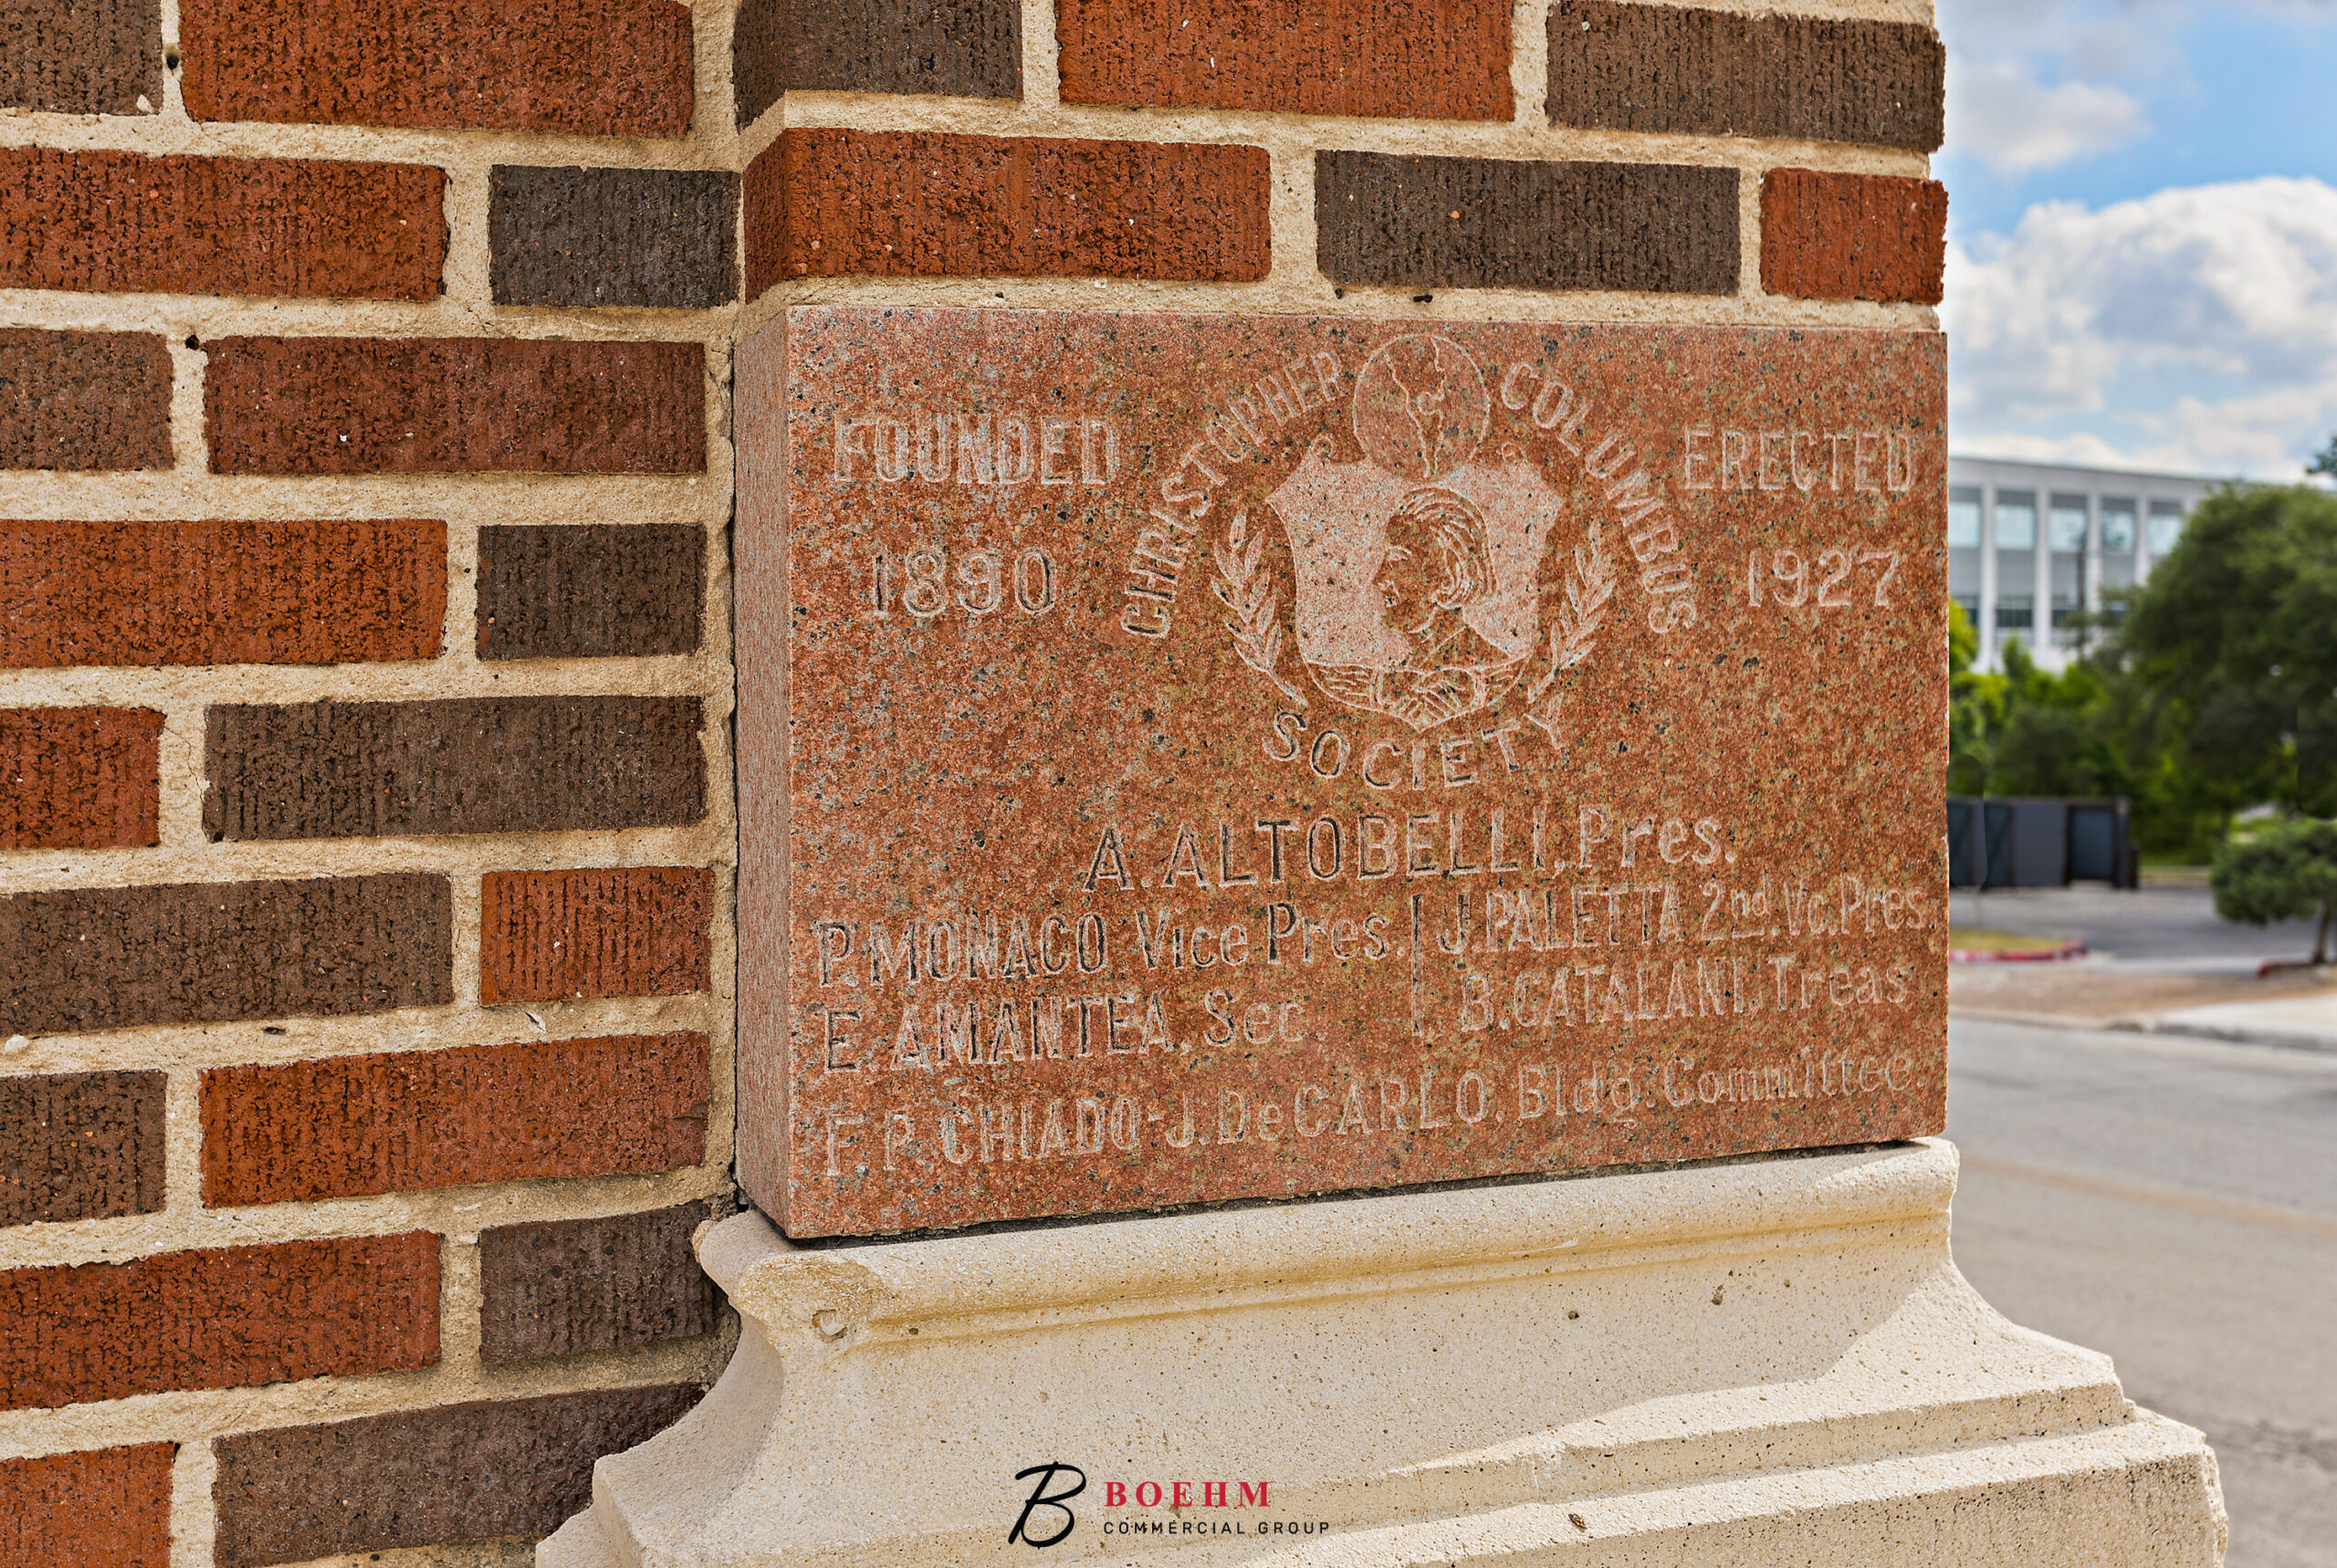 FOUNDED
CHRISTOPHER COLUMBUS
ERECTED
1890
1927
SOCIETY
A. ALTOBELLI, Pres.
P. MONACO Vice Pres. J. PALETTA 2nd. Vc. Pres.
E. AMANTEA, Sec. B. CATALANI, Treas
F. P. CHIADO - J. DeCARLO, Bldg. Committee.
B BOEHM
COMMERCIAL GROUP